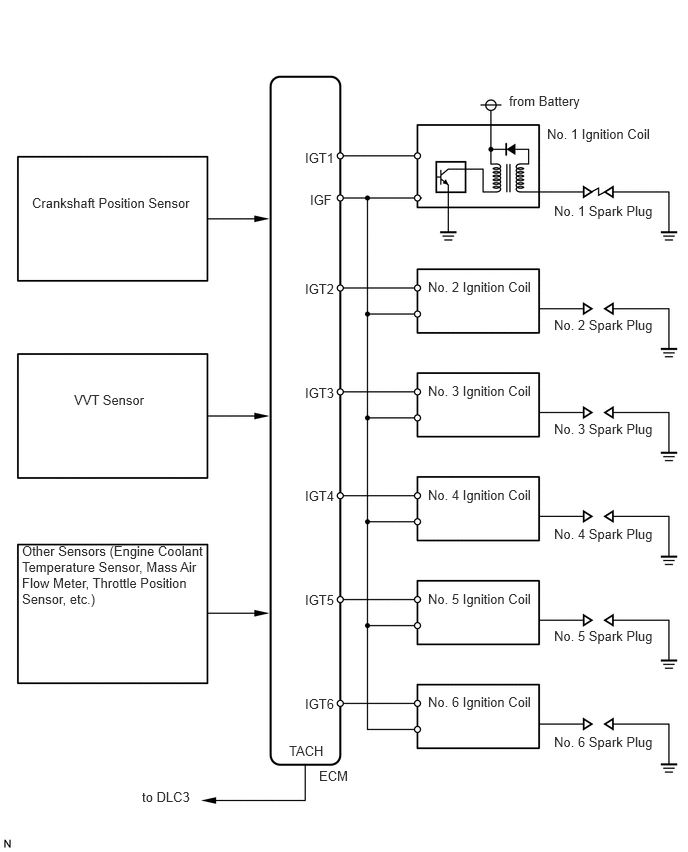 from Battery
No. 1 Ignition Coil
IGT1
Crankshaft Position Sensor
IGF
No. 1 Spark Plug
IGT2
No. 2 Ignition Coil
No. 2 Spark Plug
VVT Sensor
IGT3
No. 3 Ignition Coil
No. 3 Spark Plug
IGT4
No. 4 Ignition Coil
No. 4 Spark Plug
Other Sensors (Engine Coolant
Temperature Sensor, Mass Air
Flow Meter, Throttle Position
Sensor, etc.)
IGT5
No. 5 Ignition Coil
No. 5 Spark Plug
IGT6
No. 6 Ignition Coil
No. 6 Spark Plug
TACH
ECM
to DLC3
N